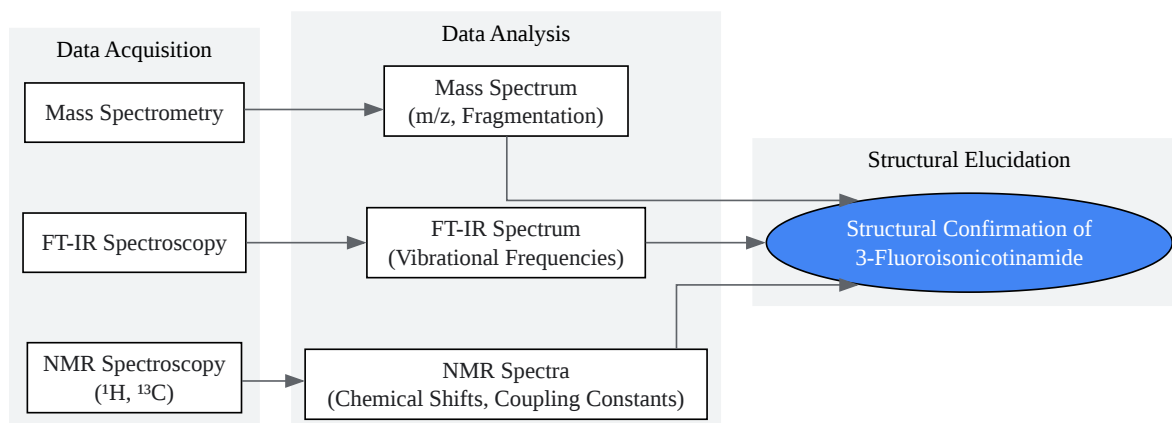 Data Acquisition
Mass Spectrometry
FT-IR Spectroscopy
NMR Spectroscopy
(¹H, ¹³C)
Data Analysis
Mass Spectrum
(m/z, Fragmentation)
FT-IR Spectrum
(Vibrational Frequencies)
NMR Spectra
(Chemical Shifts, Coupling Constants)
Structural Elucidation
Structural Confirmation of
3-Fluoroisonicotinamide